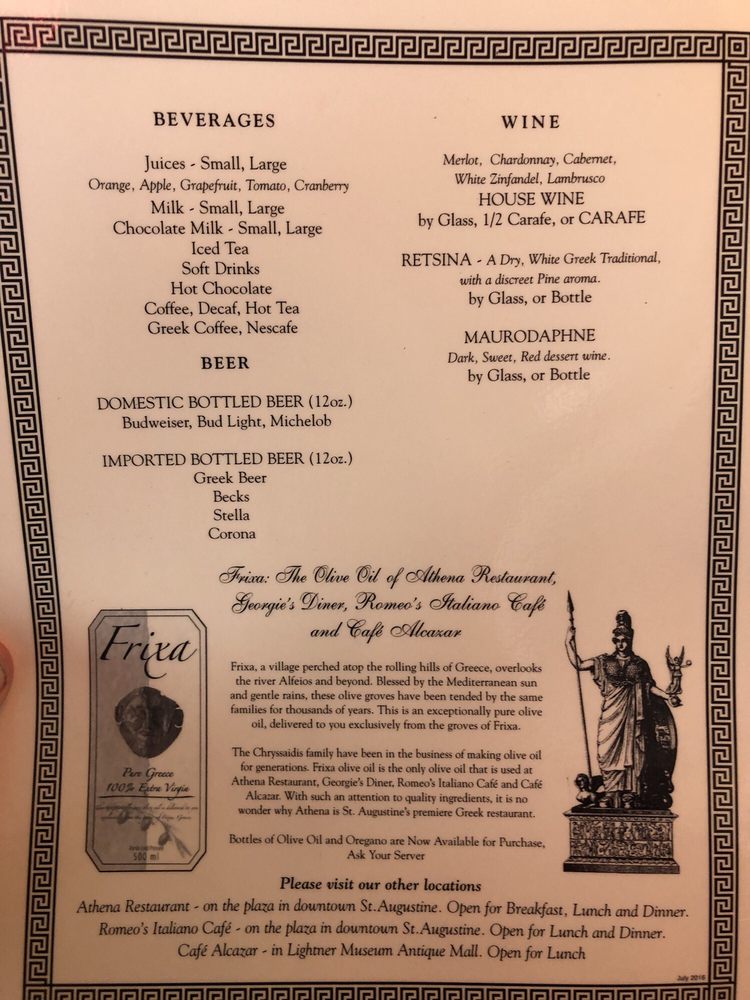 BEVERAGES
Juices - Small, Large
Orange, Apple, Grapefruit, Tomato, Cranberry
Milk - Small, Large
Chocolate Milk - Small, Large
Iced Tea
Soft Drinks
Hot Chocolate
Coffee, Decaf, Hot Tea
Greek Coffee, Nescafe
BEER
DOMESTIC BOTTLED BEER (12oz.)
Budweiser, Bud Light, Michelob
IMPORTED BOTTLED BEER (12oz.)
Greek Beer
Becks
Stella
Corona
WINE
Merlot, Chardonnay, Cabernet,
White Zinfandel, Lambrusco
HOUSE WINE
by Glass, 1/2 Carafe, or CARAFE
RETSINA - A Dry, White Greek Traditional,
with a discreet Pine aroma.
by Glass, or Bottle
MAURODAPHNE
Dark, Sweet, Red dessert wine.
by Glass, or Bottle
Frixa: The Olive Oil of Athena Restaurant,
Georgie's Diner, Romeo's Italiano Café
and Café Alcazar
Frixa
Pure Greece
100% Extra Virgin
500 ml
Frixa, a village perched atop the rolling hills of Greece, overlooks
the river Alfeios and beyond. Blessed by the Mediterranean sun
and gentle rains, these olive groves have been tended by the same
families for thousands of years. This is an exceptionally pure olive
oil, delivered to you exclusively from the groves of Frixa.
The Chryssaidis family have been in the business of making olive oil
for generations. Frixa olive oil is the only olive oil that is used at
Athena Restaurant, Georgie's Diner, Romeo's Italiano Café and Café
Alcazar. With such an attention to quality ingredients, it is no
wonder why Athena is St. Augustine's premiere Greek restaurant.
Bottles of Olive Oil and Oregano are Now Available for Purchase,
Ask Your Server
Please visit our other locations
Athena Restaurant - on the plaza in downtown St.Augustine. Open for Breakfast, Lunch and Dinner.
Romeo's Italiano Café - on the plaza in downtown St.Augustine. Open for Lunch and Dinner.
Café Alcazar - in Lightner Museum Antique Mall. Open for Lunch
July 2016